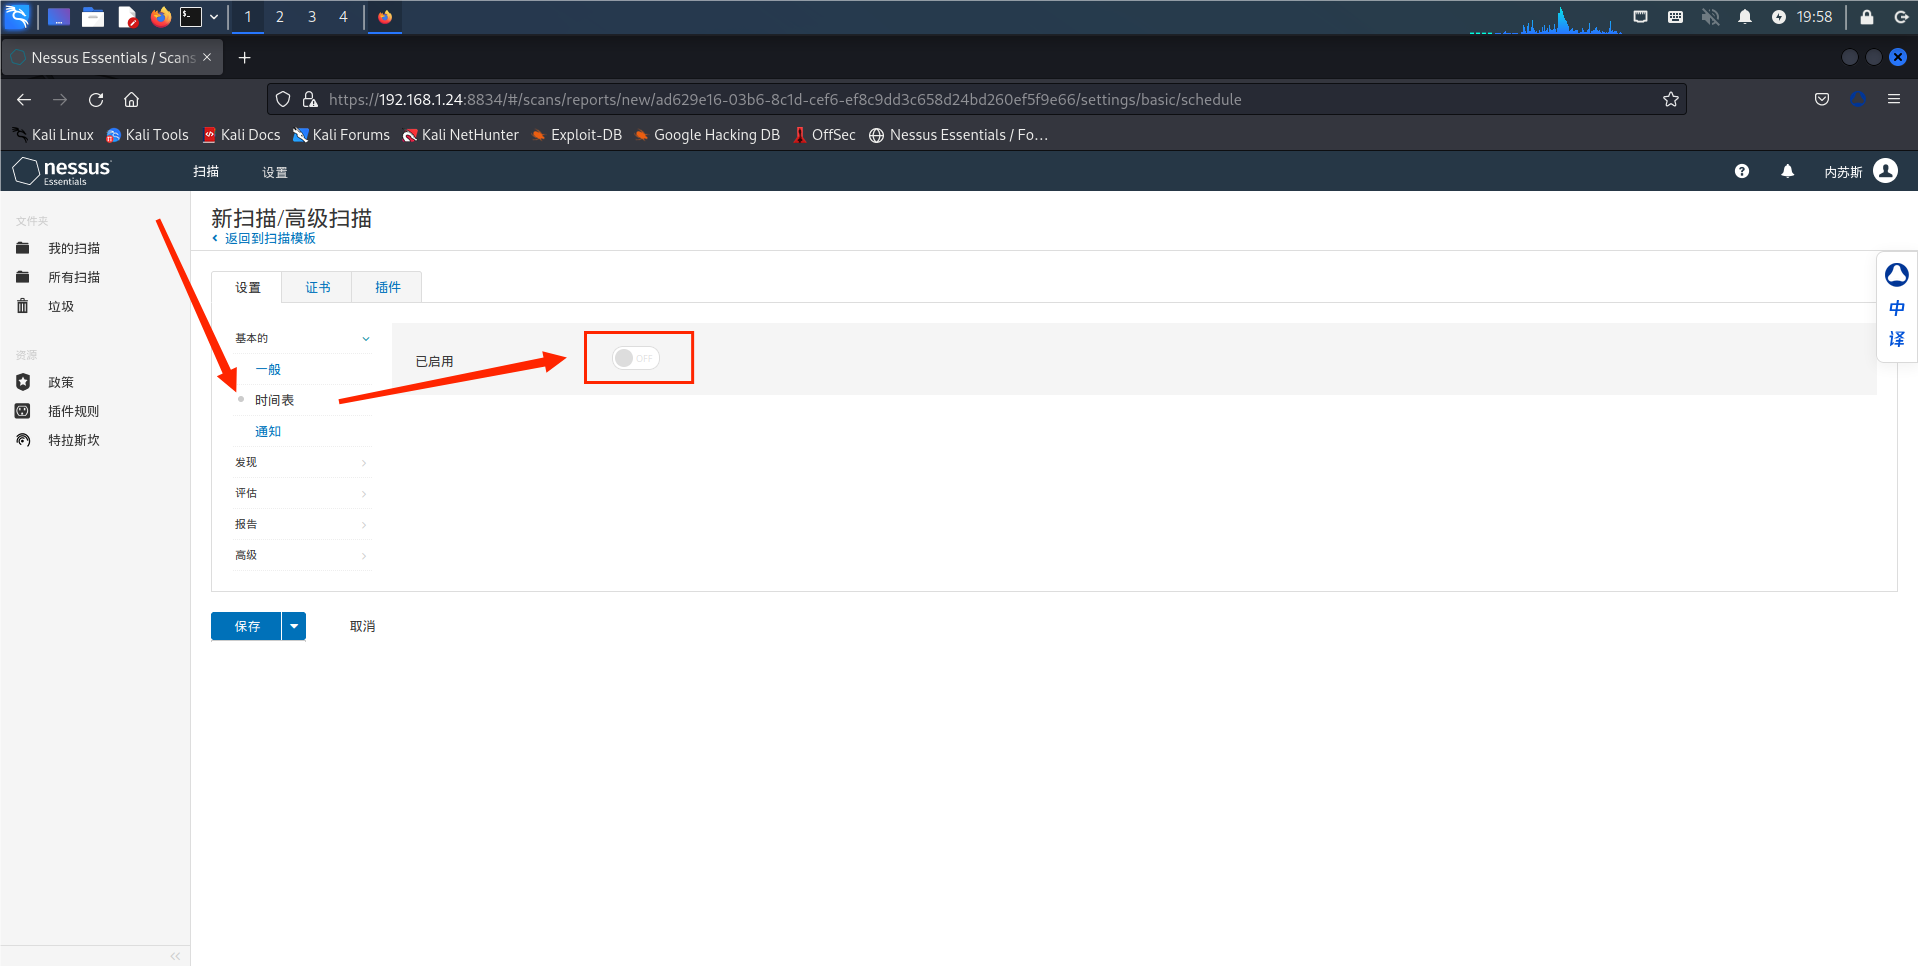 1 2 3 4
19:58
Nessus Essentials / Scans
https://192.168.1.24:8834/#/scans/reports/new/ad629e16-03b6-8c1d-cef6-ef8c9dd3c658d24bd260ef5f9e66/settings/basic/schedule
Kali Linux Kali Tools Kali Docs Kali Forums Kali NetHunter Exploit-DB Google Hacking DB OffSec Nessus Essentials / Fo…
nessus
Essentials
扫描 设置
内苏斯
文件夹
我的扫描
所有扫描
垃圾
资源
政策
插件规则
特拉斯坎
新扫描/高级扫描
返回到扫描模板
设置 证书 插件
基本的
一般
时间表
通知
发现
评估
报告
高级
已启用
OFF
保存 取消
中
译